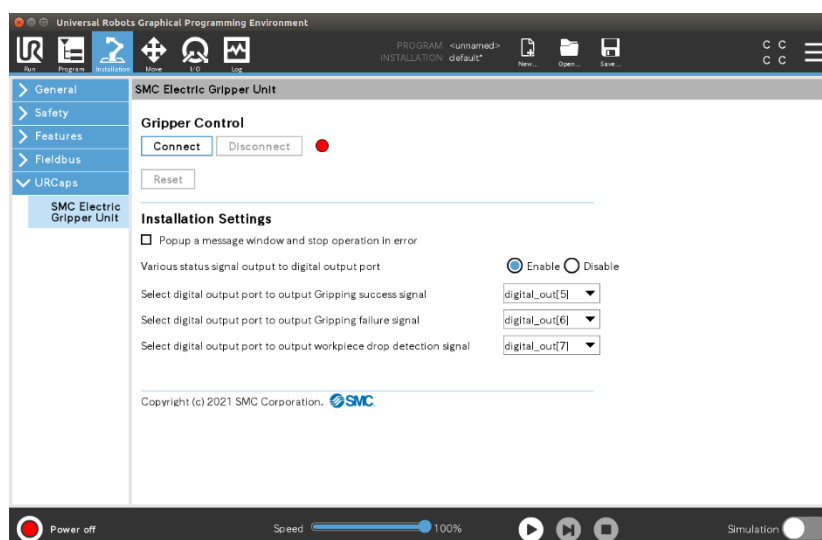 Universal Robots Graphical Programming Environment
PROGRAM <unnamed>
INSTALLATION default*
Run Program Installation Move I/O Log New... Open... Save...
C C
C C
General
Safety
Features
Fieldbus
URCaps
SMC Electric
Gripper Unit
SMC Electric Gripper Unit
Gripper Control
Connect Disconnect
Reset
Installation Settings
Popup a message window and stop operation in error
Various status signal output to digital output port Enable Disable
Select digital output port to output Gripping success signal digital_out[5]
Select digital output port to output Gripping failure signal digital_out[6]
Select digital output port to output workpiece drop detection signal digital_out[7]
Copyright (c) 2021 SMC Corporation. SMC.
Power off Speed 100% Simulation